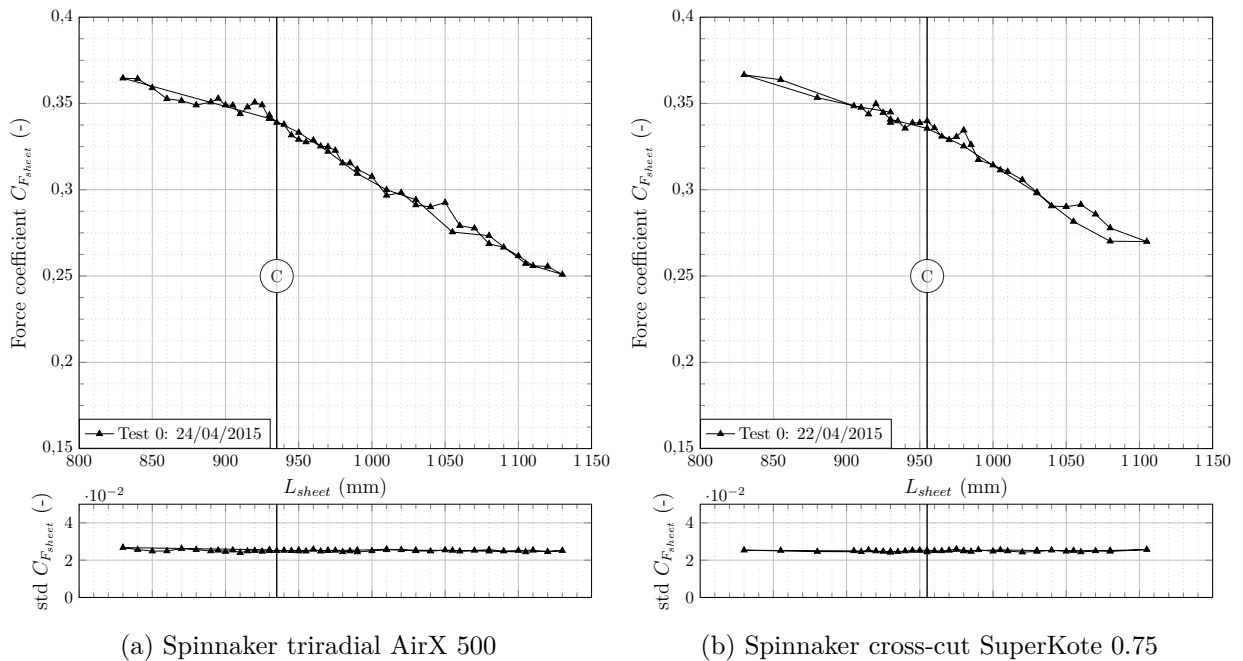 0,4
0,35
0,3
0,25
0,2
0,15
Force coefficient C_{F_{sheet}} (-)
C
Test 0: 24/04/2015
800 850 900 950 1 000 1 050 1 100 1 150
L_{sheet} (mm)
·10^{-2}
4
2
0
std C_{F_{sheet}} (-)
(a) Spinnaker triradial AirX 500
0,4
0,35
0,3
0,25
0,2
0,15
Force coefficient C_{F_{sheet}} (-)
C
Test 0: 22/04/2015
800 850 900 950 1 000 1 050 1 100 1 150
L_{sheet} (mm)
·10^{-2}
4
2
0
std C_{F_{sheet}} (-)
(b) Spinnaker cross-cut SuperKote 0.75